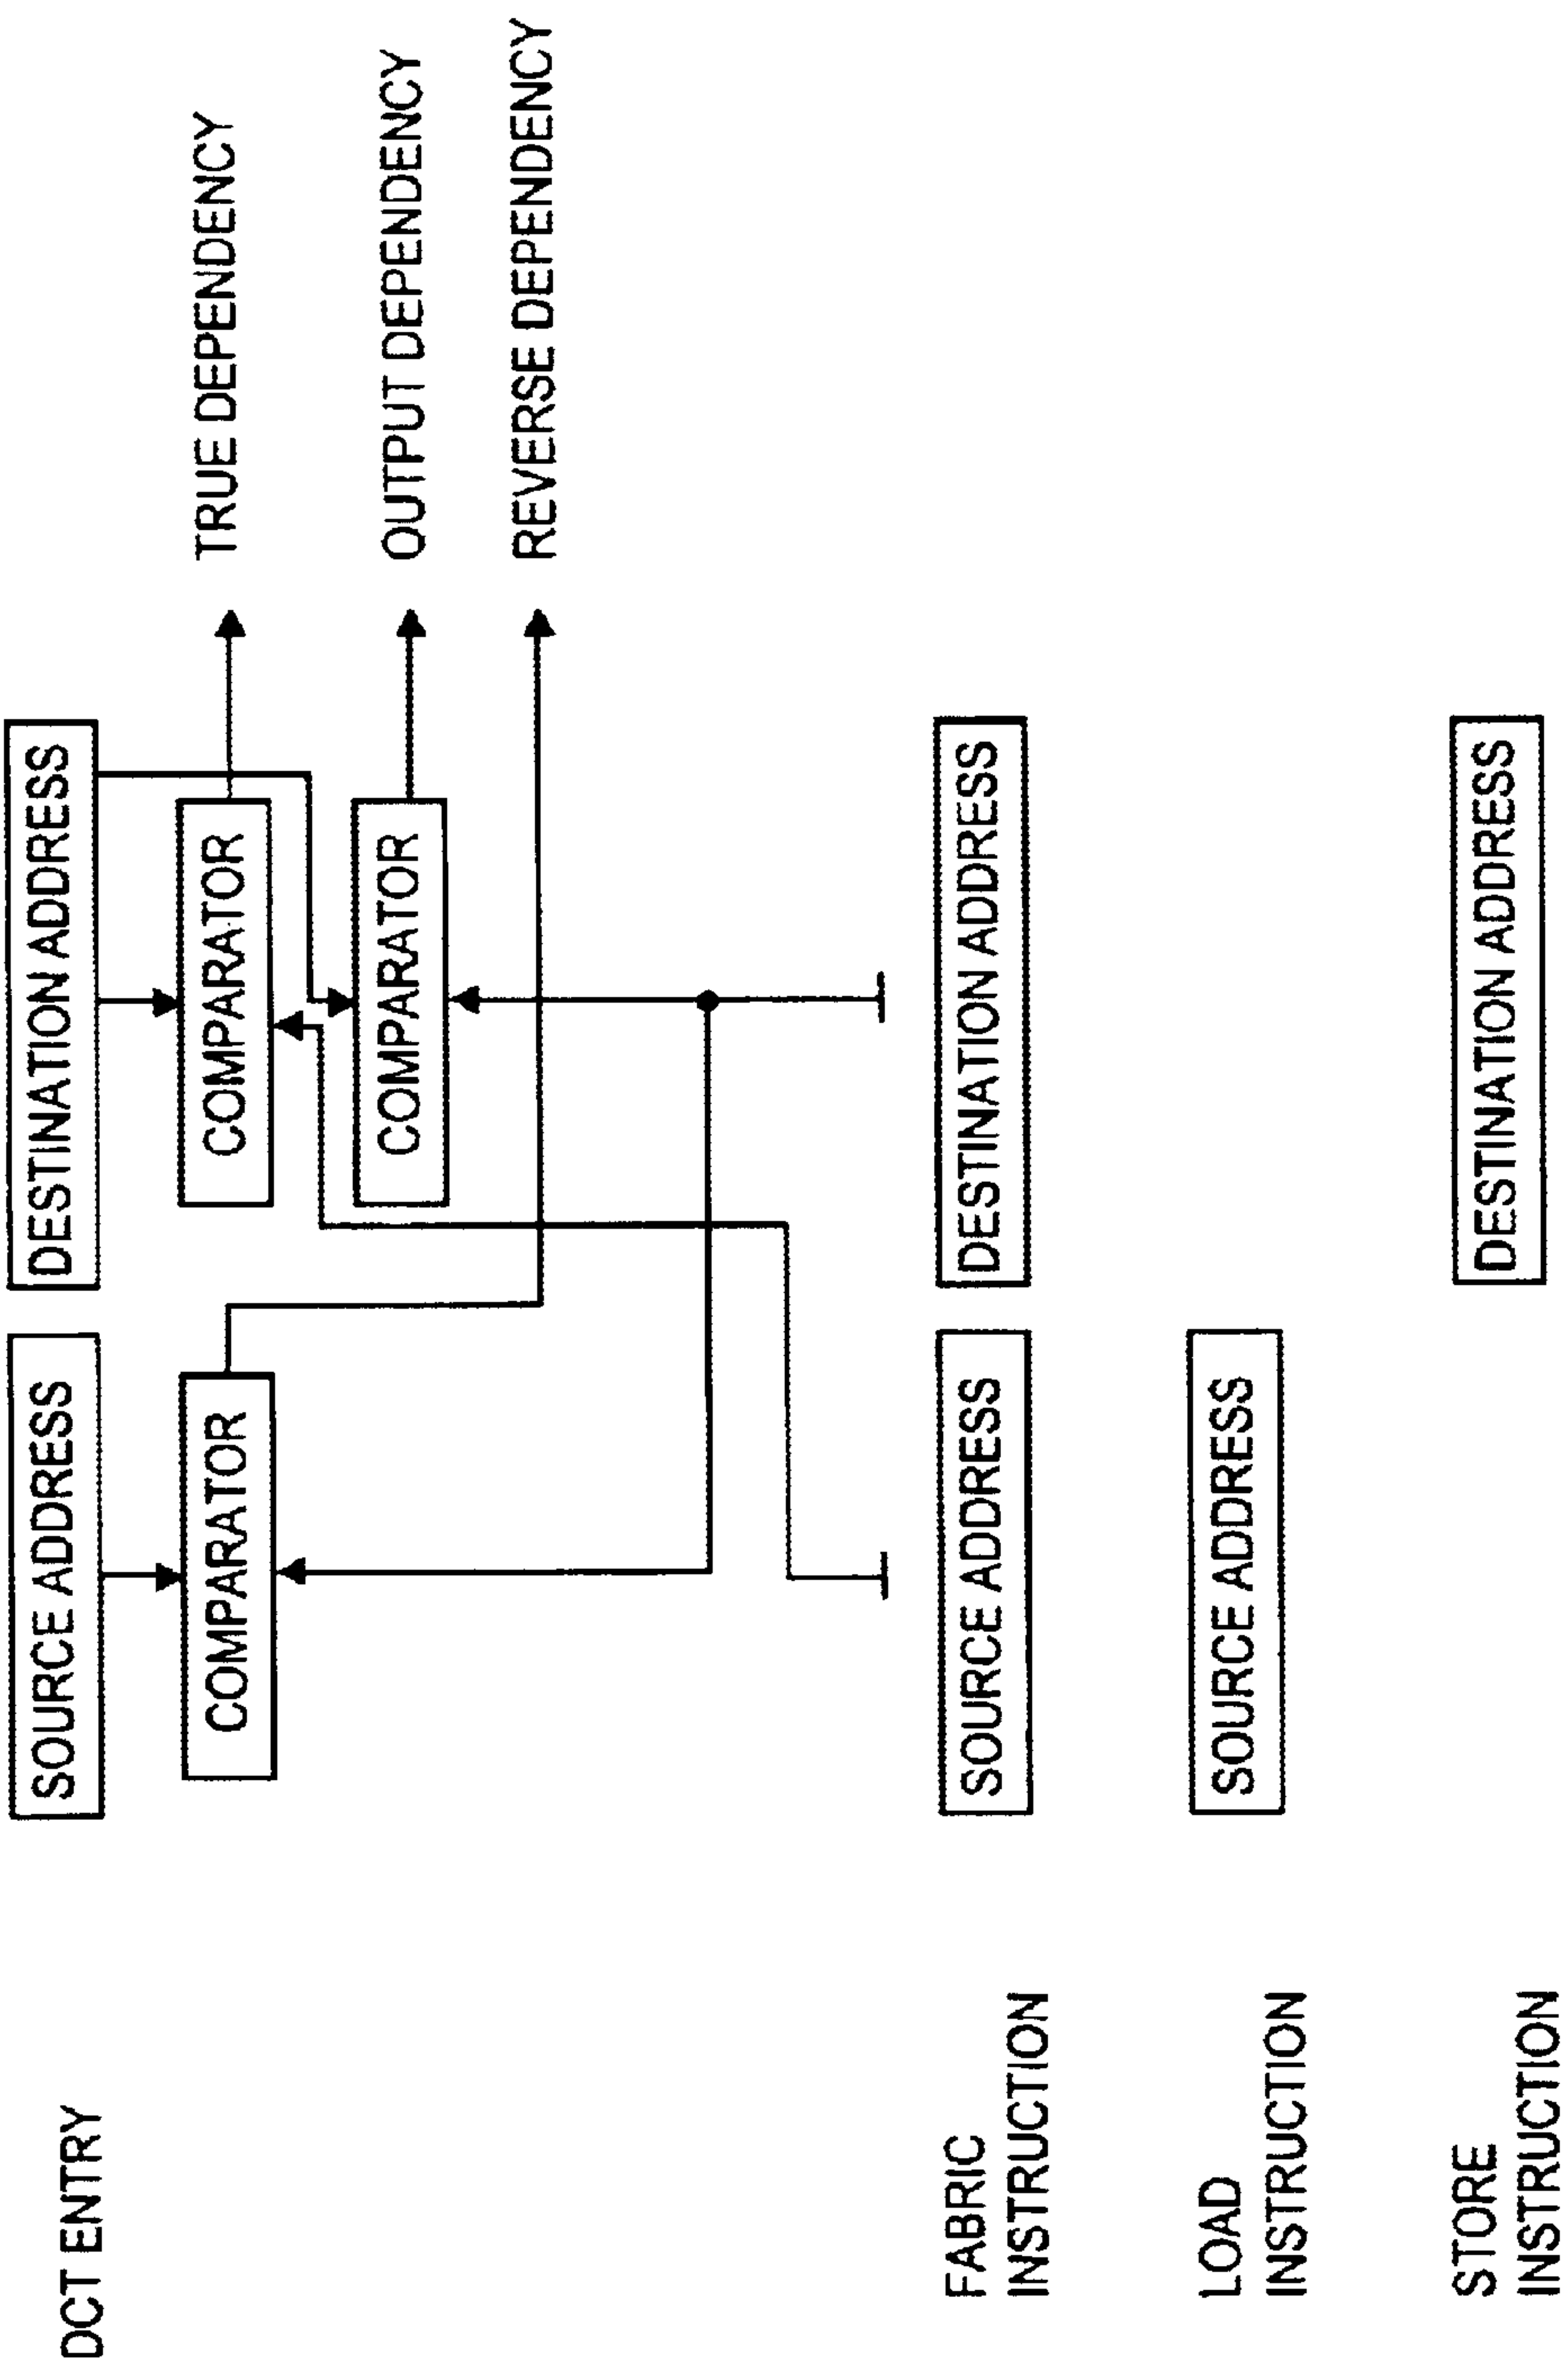 DCT ENTRY
SOURCE ADDRESS
DESTINATION ADDRESS
COMPARATOR
COMPARATOR
TRUE DEPENDENCY
COMPARATOR
OUTPUT DEPENDENCY
REVERSE DEPENDENCY
FABRIC
INSTRUCTION
SOURCE ADDRESS
DESTINATION ADDRESS
LOAD
INSTRUCTION
SOURCE ADDRESS
STORE
INSTRUCTION
DESTINATION ADDRESS